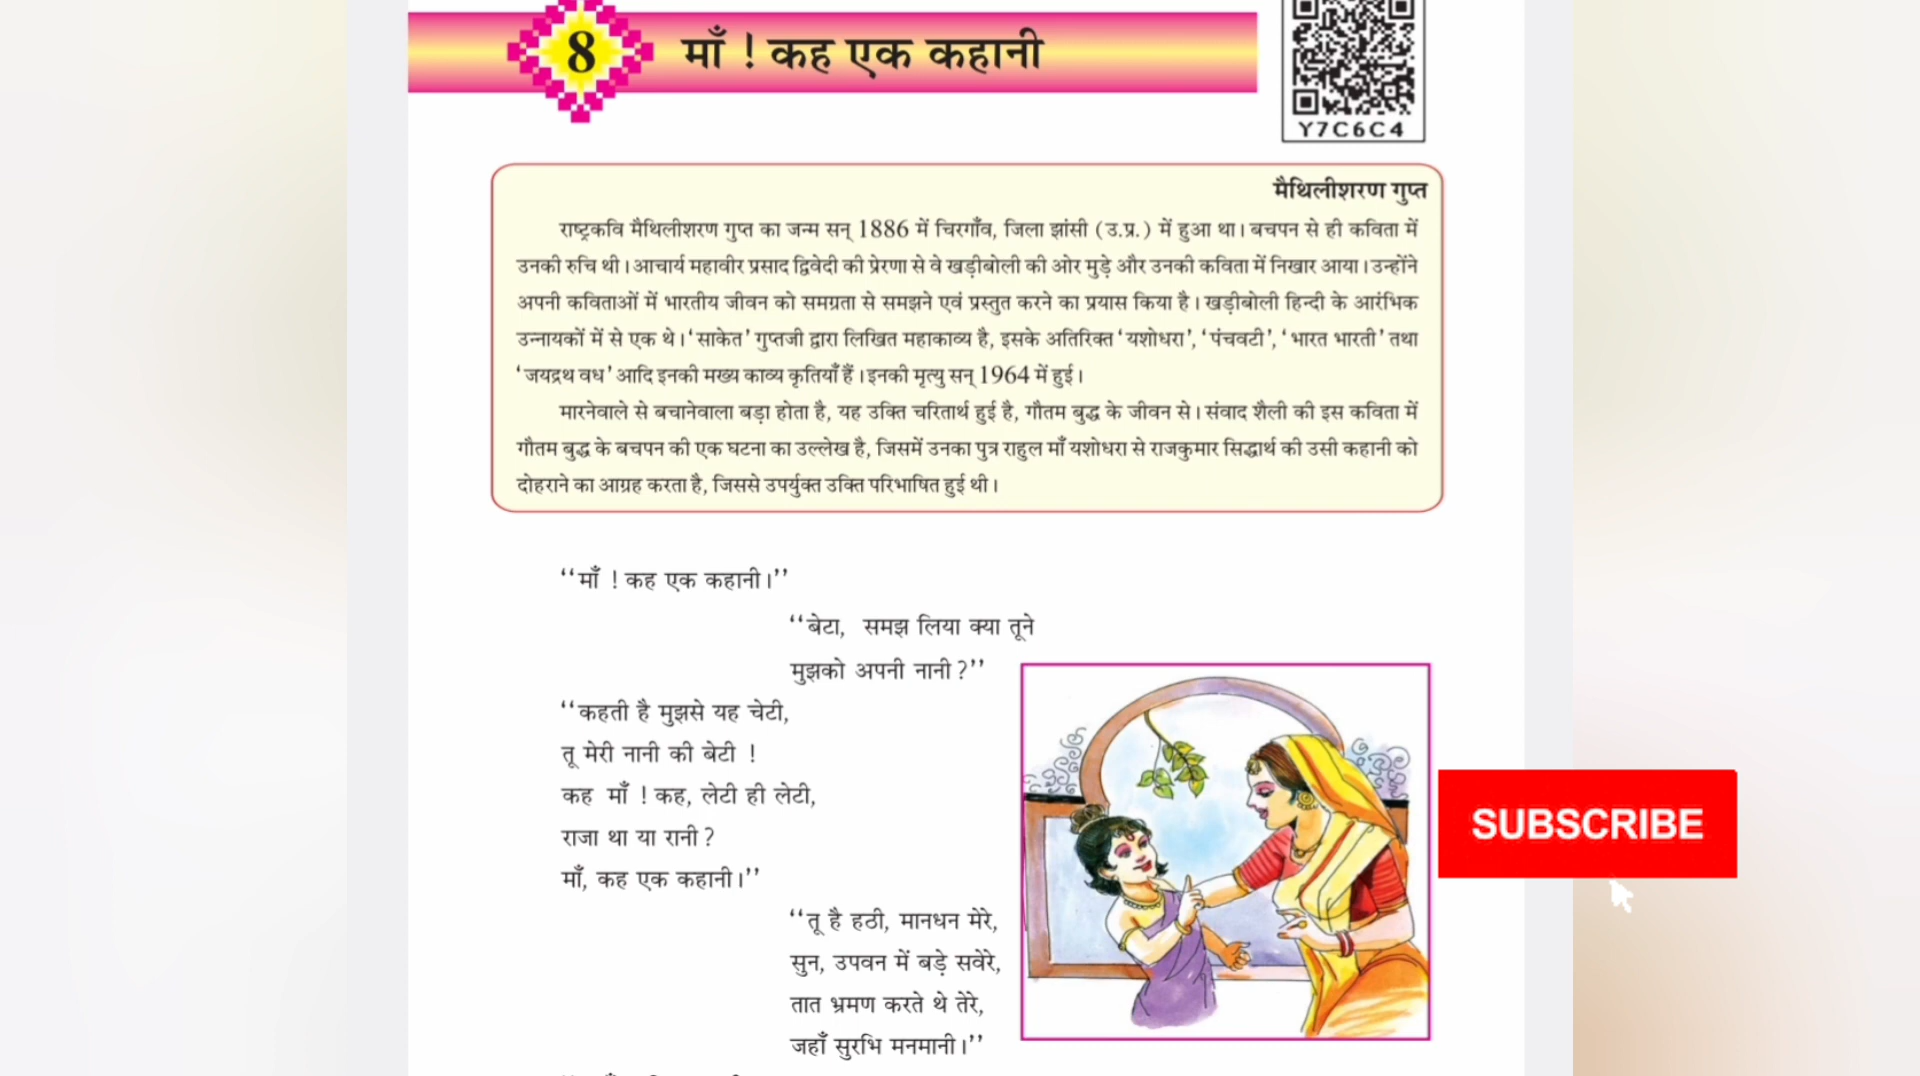 8 माँ ! कह एक कहानी
Y7C6C4
मैथिलीशरण गुप्त
राष्ट्रकवि मैथिलीशरण गुप्त का जन्म सन् 1886 में चिरगाँव, जिला झांसी (उ.प्र.) में हुआ था। बचपन से ही कविता में
उनकी रुचि थी। आचार्य महावीर प्रसाद द्विवेदी की प्रेरणा से वे खड़ीबोली की ओर मुड़े और उनकी कविता में निखार आया। उन्होंने
अपनी कविताओं में भारतीय जीवन को समग्रता से समझने एवं प्रस्तुत करने का प्रयास किया है। खड़ीबोली हिन्दी के आरंभिक
उन्नायकों में से एक थे। ‘साकेत’ गुप्तजी द्वारा लिखित महाकाव्य है, इसके अतिरिक्त ‘यशोधरा’, ‘पंचवटी’, ‘भारत भारती’ तथा
‘जयद्रथ वध’ आदि इनकी मख्य काव्य कृतियाँ हैं। इनकी मृत्यु सन् 1964 में हुई।
मारनेवाले से बचानेवाला बड़ा होता है, यह उक्ति चरितार्थ हुई है, गौतम बुद्ध के जीवन से। संवाद शैली की इस कविता में
गौतम बुद्ध के बचपन की एक घटना का उल्लेख है, जिसमें उनका पुत्र राहुल माँ यशोधरा से राजकुमार सिद्धार्थ की उसी कहानी को
दोहराने का आग्रह करता है, जिससे उपर्युक्त उक्ति परिभाषित हुई थी।
‘‘माँ ! कह एक कहानी।’’
‘‘बेटा, समझ लिया क्या तूने
मुझको अपनी नानी ?’’
‘‘कहती है मुझसे यह चेटी,
तू मेरी नानी की बेटी !
कह माँ ! कह, लेटी ही लेटी,
राजा था या रानी ?
माँ, कह एक कहानी।’’
‘‘तू है हठी, मानधन मेरे,
सुन, उपवन में बड़े सवेरे,
तात भ्रमण करते थे तेरे,
जहाँ सुरभि मनमानी।’’
SUBSCRIBE